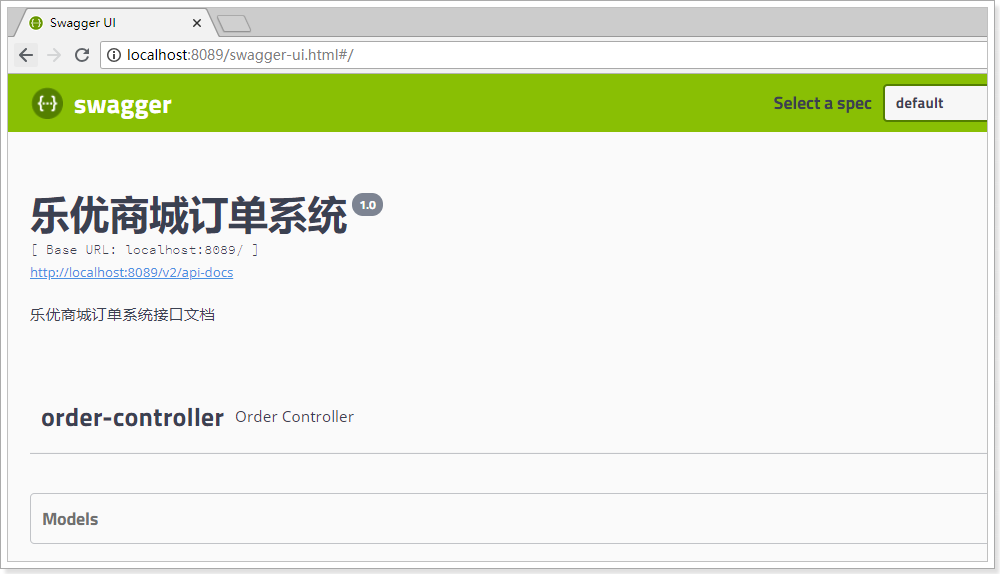 Swagger UI
localhost:8089/swagger-ui.html#/
swagger Select a spec default
乐优商城订单系统 1.0
[ Base URL: localhost:8089/ ]
http://localhost:8089/v2/api-docs
乐优商城订单系统接口文档
order-controller Order Controller
Models